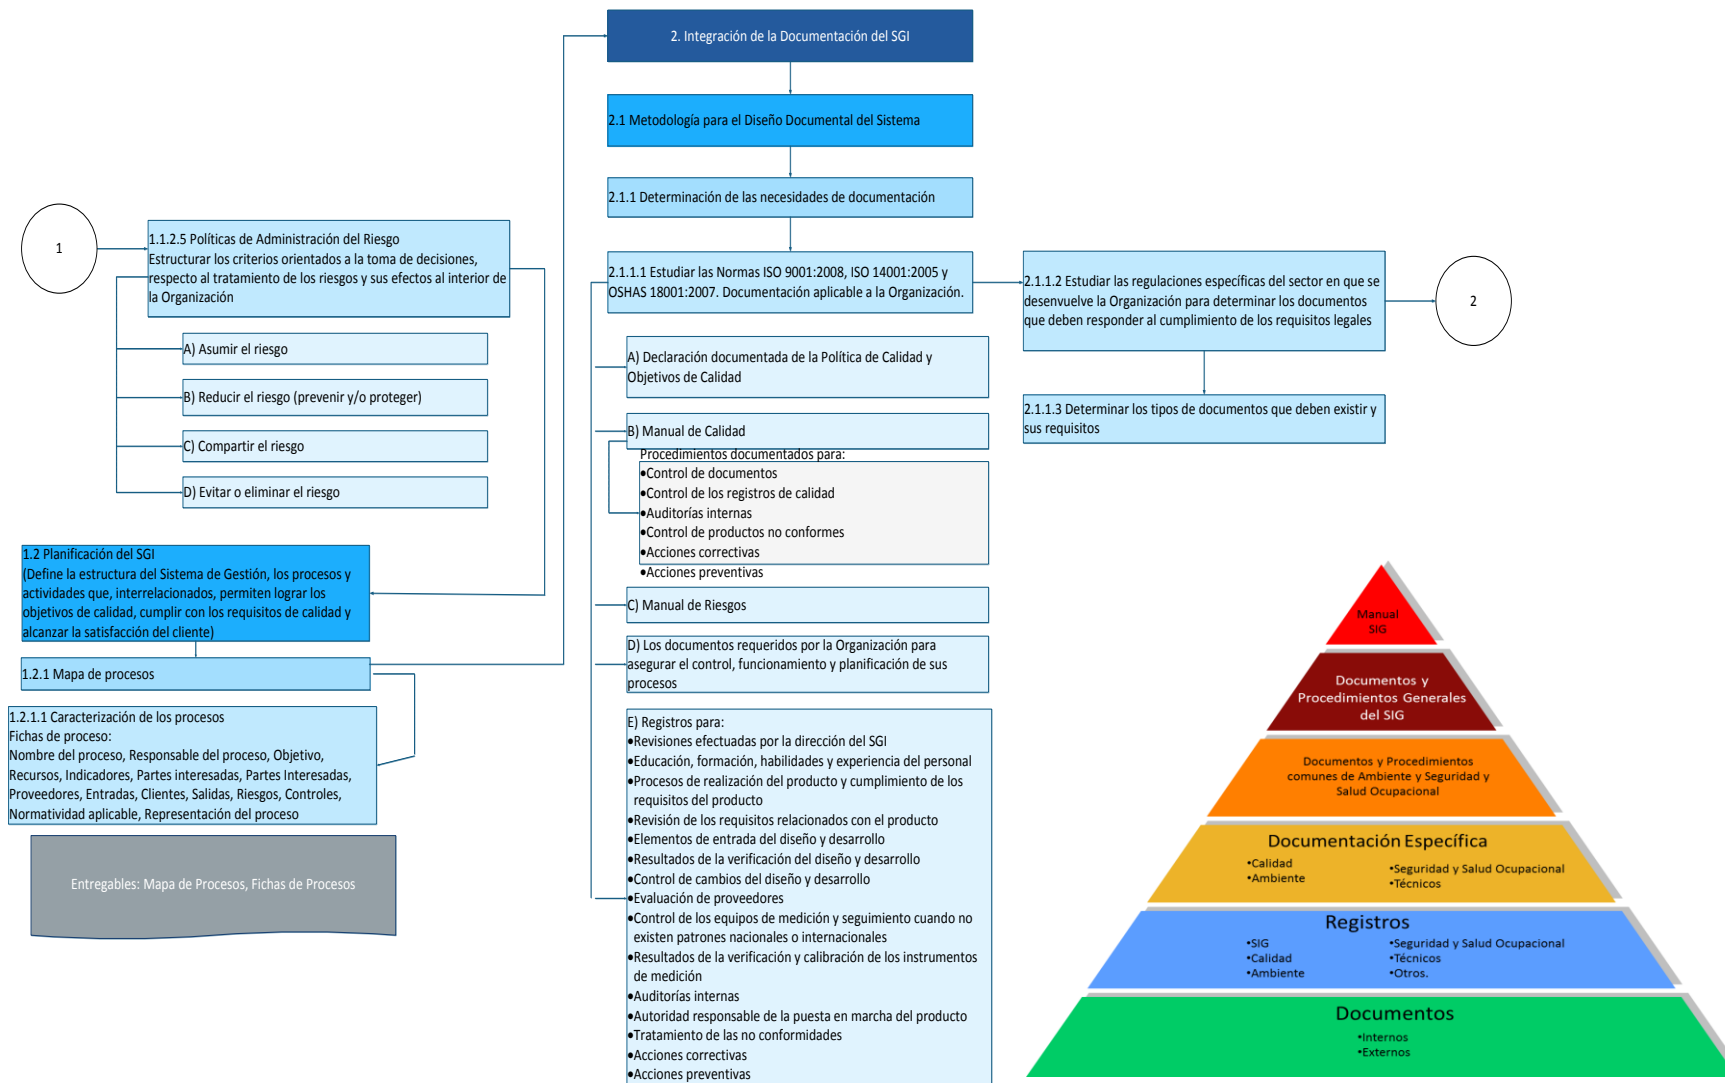 2. Integración de la Documentación del SGI
2.1 Metodología para el Diseño Documental del Sistema
2.1.1 Determinación de las necesidades de documentación
1
1.1.2.5 Políticas de Administración del Riesgo
Estructurar los criterios orientados a la toma de decisiones,
respecto al tratamiento de los riesgos y sus efectos al interior de
la Organización
A) Asumir el riesgo
B) Reducir el riesgo (prevenir y/o proteger)
C) Compartir el riesgo
D) Evitar o eliminar el riesgo
1.2 Planificación del SGI
(Define la estructura del Sistema de Gestión, los procesos y
actividades que, interrelacionados, permiten lograr los
objetivos de calidad, cumplir con los requisitos de calidad y
alcanzar la satisfacción del cliente)
1.2.1 Mapa de procesos
1.2.1.1 Caracterización de los procesos
Fichas de proceso:
Nombre del proceso, Responsable del proceso, Objetivo,
Recursos, Indicadores, Partes interesadas, Partes Interesadas,
Proveedores, Entradas, Clientes, Salidas, Riesgos, Controles,
Normatividad aplicable, Representación del proceso
Entregables: Mapa de Procesos, Fichas de Procesos
2.1.1.1 Estudiar las Normas ISO 9001:2008, ISO 14001:2005 y
OSHAS 18001:2007. Documentación aplicable a la Organización.
A) Declaración documentada de la Política de Calidad y
Objetivos de Calidad
B) Manual de Calidad
Procedimientos documentados para:
•Control de documentos
•Control de los registros de calidad
•Auditorías internas
•Control de productos no conformes
•Acciones correctivas
•Acciones preventivas
C) Manual de Riesgos
D) Los documentos requeridos por la Organización para
asegurar el control, funcionamiento y planificación de sus
procesos
E) Registros para:
•Revisiones efectuadas por la dirección del SGI
•Educación, formación, habilidades y experiencia del personal
•Procesos de realización del producto y cumplimiento de los
requisitos del producto
•Revisión de los requisitos relacionados con el producto
•Elementos de entrada del diseño y desarrollo
•Resultados de la verificación del diseño y desarrollo
•Control de cambios del diseño y desarrollo
•Evaluación de proveedores
•Control de los equipos de medición y seguimiento cuando no
existen patrones nacionales o internacionales
•Resultados de la verificación y calibración de los instrumentos
de medición
•Auditorías internas
•Autoridad responsable de la puesta en marcha del producto
•Tratamiento de las no conformidades
•Acciones correctivas
•Acciones preventivas
2.1.1.2 Estudiar las regulaciones específicas del sector en que se
desenvuelve la Organización para determinar los documentos
que deben responder al cumplimiento de los requisitos legales
2
2.1.1.3 Determinar los tipos de documentos que deben existir y
sus requisitos
Manual
SIG
Documentos y
Procedimientos Generales
del SIG
Documentos y Procedimientos
comunes de Ambiente y Seguridad y
Salud Ocupacional
Documentación Específica
•Calidad
•Ambiente
•Seguridad y Salud Ocupacional
•Técnicos
Registros
•SIG
•Calidad
•Ambiente
•Seguridad y Salud Ocupacional
•Técnicos
•Otros.
Documentos
•Internos
•Externos